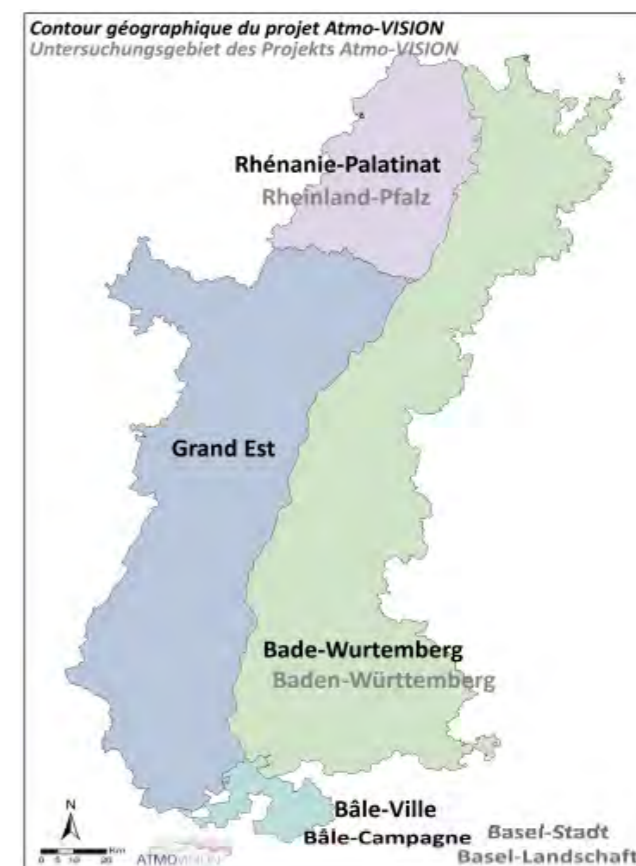 Contour géographique du projet Atmo-VISION
Untersuchungsgebiet des Projekts Atmo-VISION
Rhénanie-Palatinat
Rheinland-Pfalz
Grand Est
Bade-Wurtemberg
Baden-Württemberg
Bâle-Ville
Bâle-Campagne
Basel-Stadt
Basel-Landschaft
N
0 5 10 20 Km
ATMOVISION